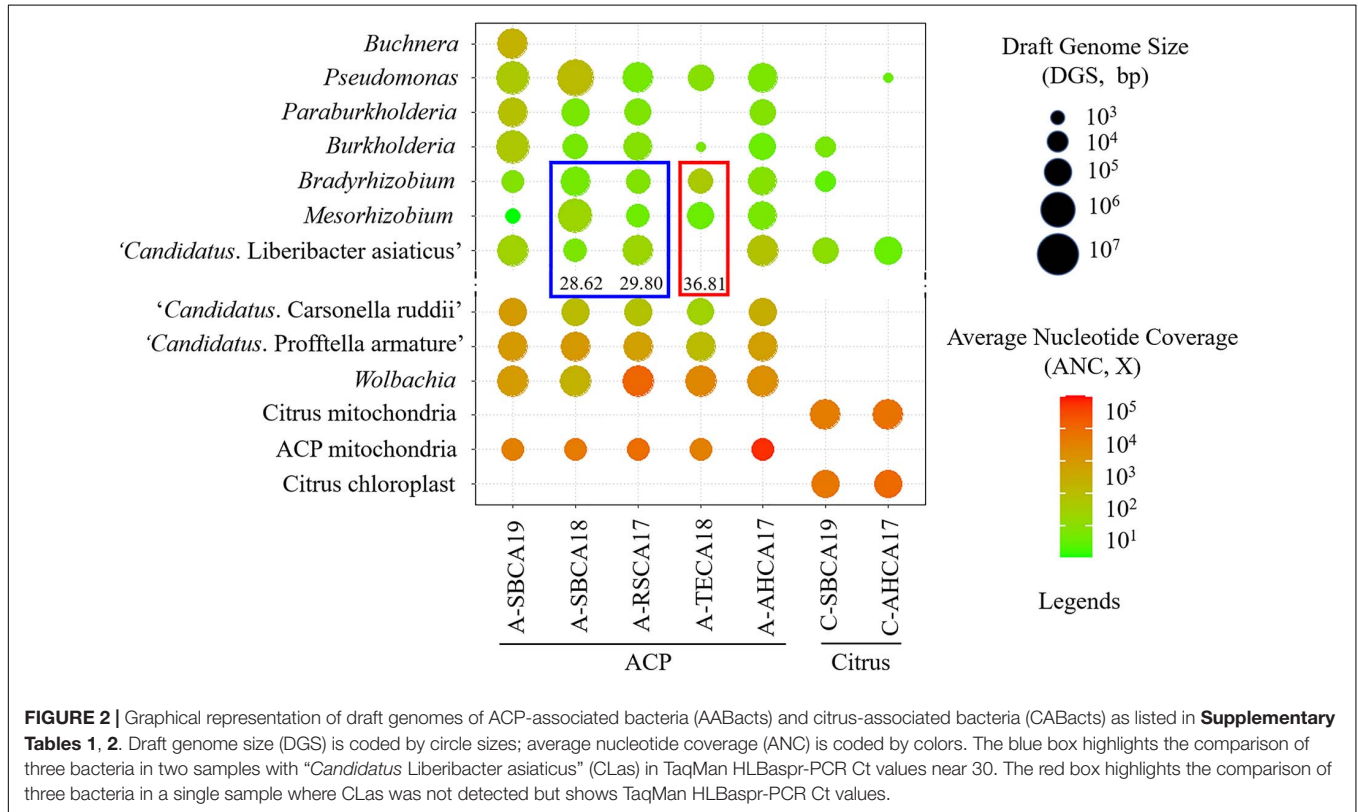 Buchnera
Pseudomonas
Paraburkholderia
Burkholderia
Bradyrhizobium
Mesorhizobium
'Candidatus. Liberibacter asiaticus'
28.62 29.80 36.81
'Candidatus. Carsonella ruddii'
'Candidatus. Profftella armature'
Wolbachia
Citrus mitochondria
ACP mitochondria
Citrus chloroplast
A-SBCA19
A-SBCA18
A-RSCA17
A-TECA18
A-AHCA17
C-SBCA19
C-AHCA17
ACP
Citrus
Draft Genome Size
(DGS, bp)
10³
10⁴
10⁵
10⁶
10⁷
Average Nucleotide Coverage
(ANC, X)
10⁵
10⁴
10³
10²
10¹
Legends
FIGURE 2 | Graphical representation of draft genomes of ACP-associated bacteria (AABacts) and citrus-associated bacteria (CABacts) as listed in Supplementary
Tables 1, 2. Draft genome size (DGS) is coded by circle sizes; average nucleotide coverage (ANC) is coded by colors. The blue box highlights the comparison of
three bacteria in two samples with "Candidatus Liberibacter asiaticus" (CLas) in TaqMan HLBaspr-PCR Ct values near 30. The red box highlights the comparison of
three bacteria in a single sample where CLas was not detected but shows TaqMan HLBaspr-PCR Ct values.